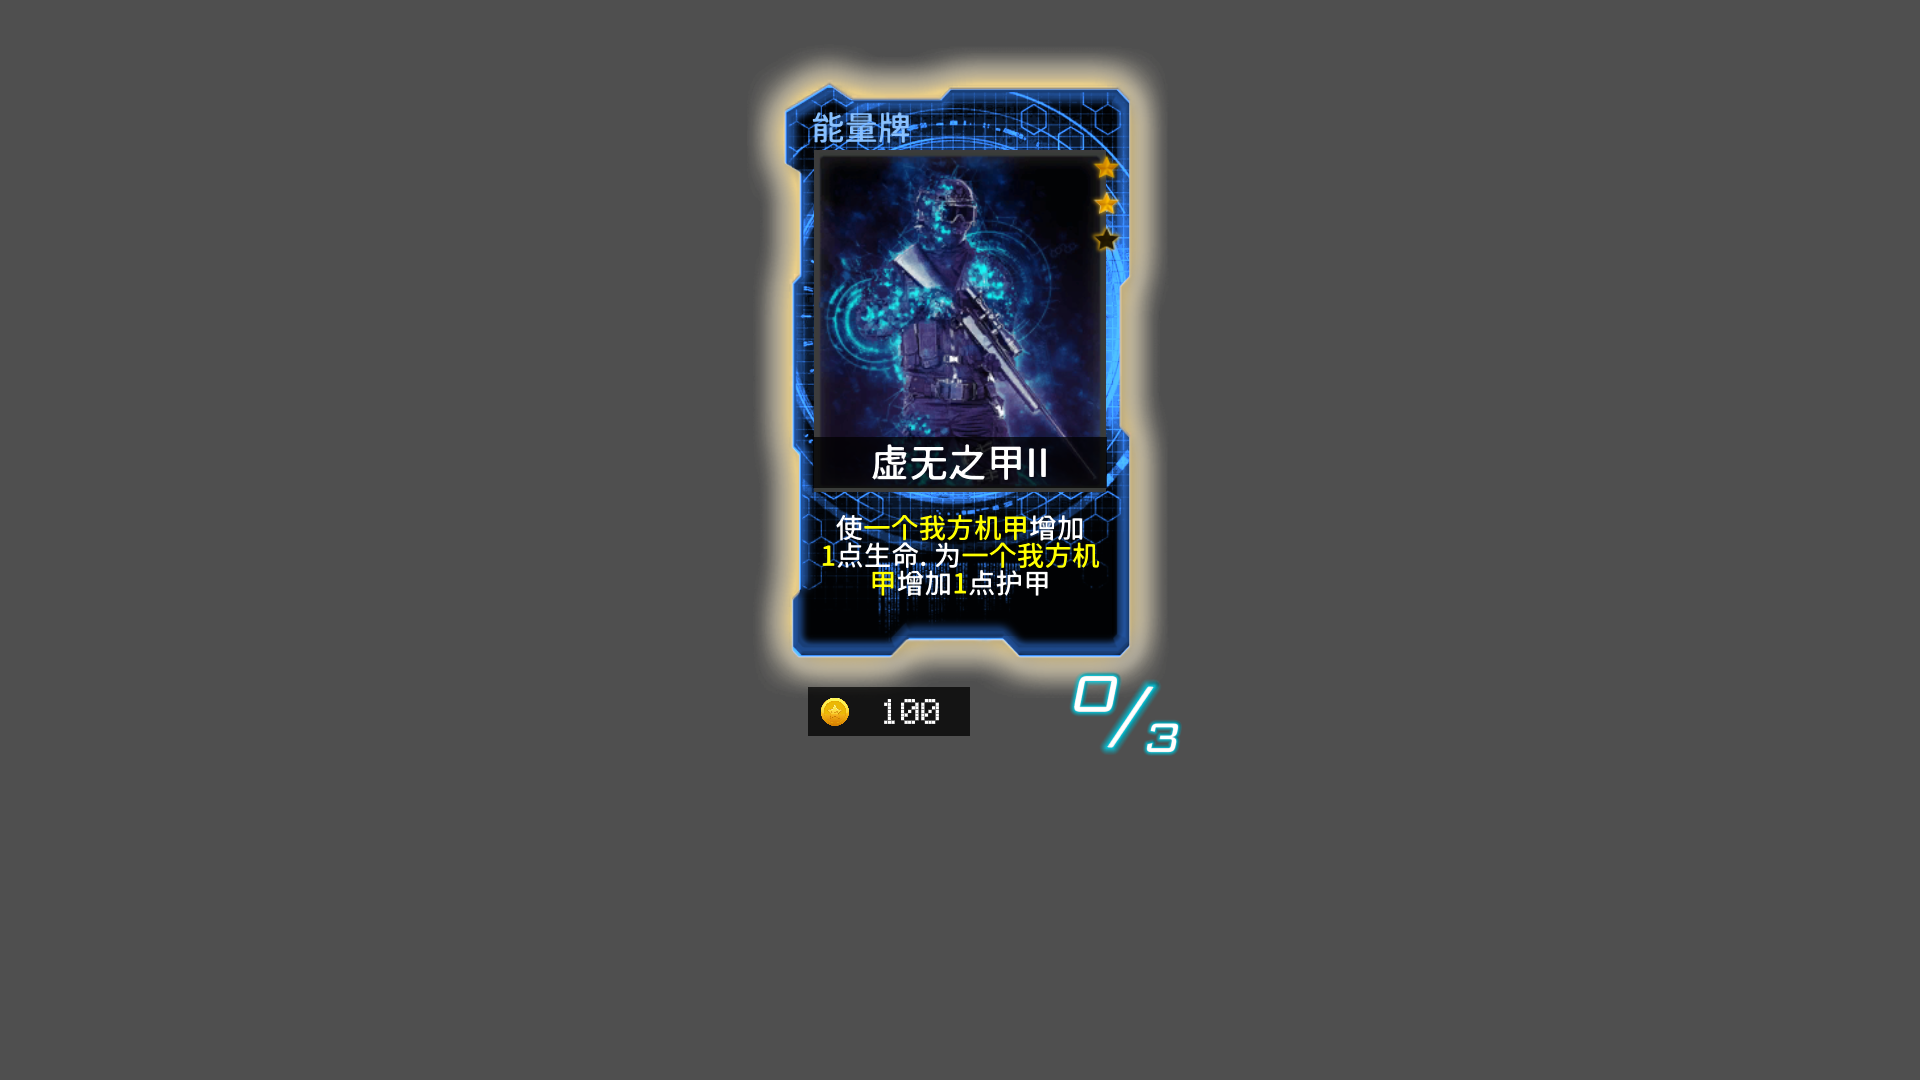 能量牌
虚无之甲II
使一个我方机甲增加
1点生命. 为一个我方机
甲增加1点护甲
100
0/3